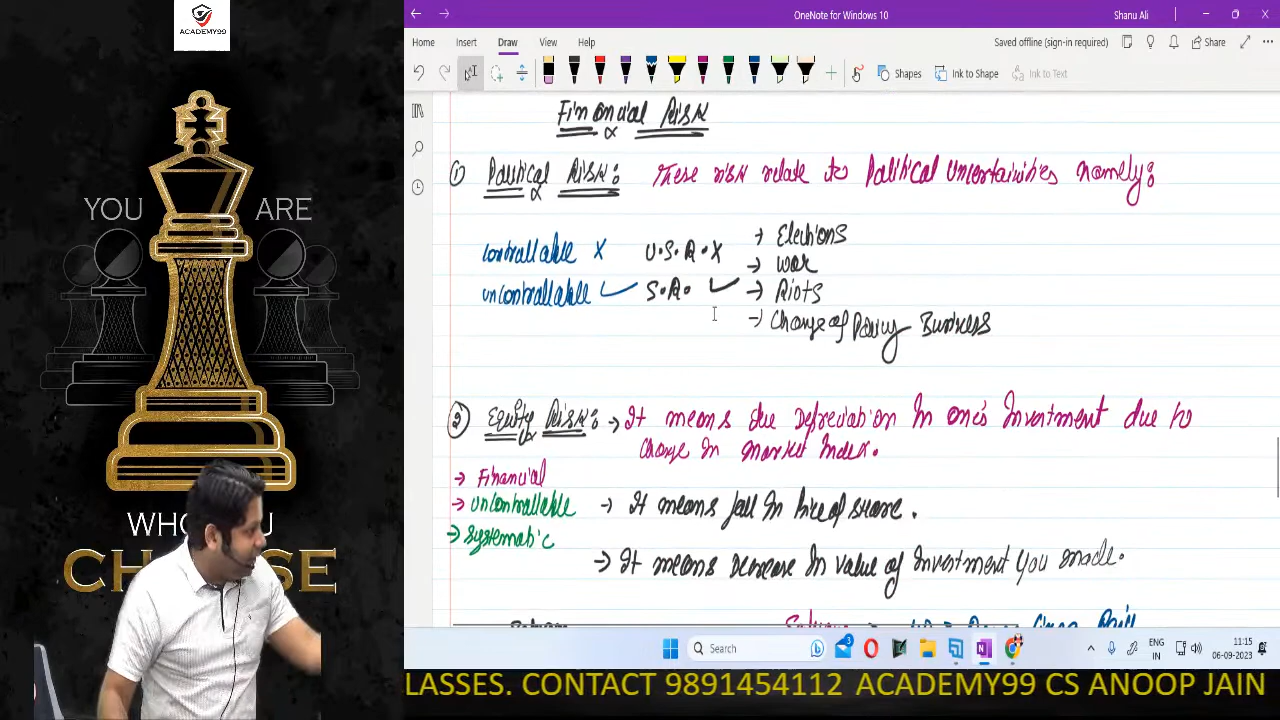 ACADEMY99
YOU ARE
WHO YOU
CHOOSE
OneNote for Windows 10
Shanu Ali
Home Insert Draw View Help
Saved offline (sign-in required)
Share
Shapes
Ink to Shape
Ink to Text
Financial Risk
① Political Risk: These risk relate to Political Uncertainities namely:
→ Elections
controllable X U.S.R. X
→ war
uncontrollable ✓ S.R. ✓
→ Riots
→ Change of Policy Business
② Equity Risk: → It means the Depreciation In one's Investment due to
change In market Index.
→ Financial
→ uncontrollable
→ It means fall In Price of share.
→ Systematic
→ It means Decrease In value of Investment You made.
Search
3
ENG
IN
11:15
06-09-2023
LASSES. CONTACT 9891454112 ACADEMY99 CS ANOOP JAIN